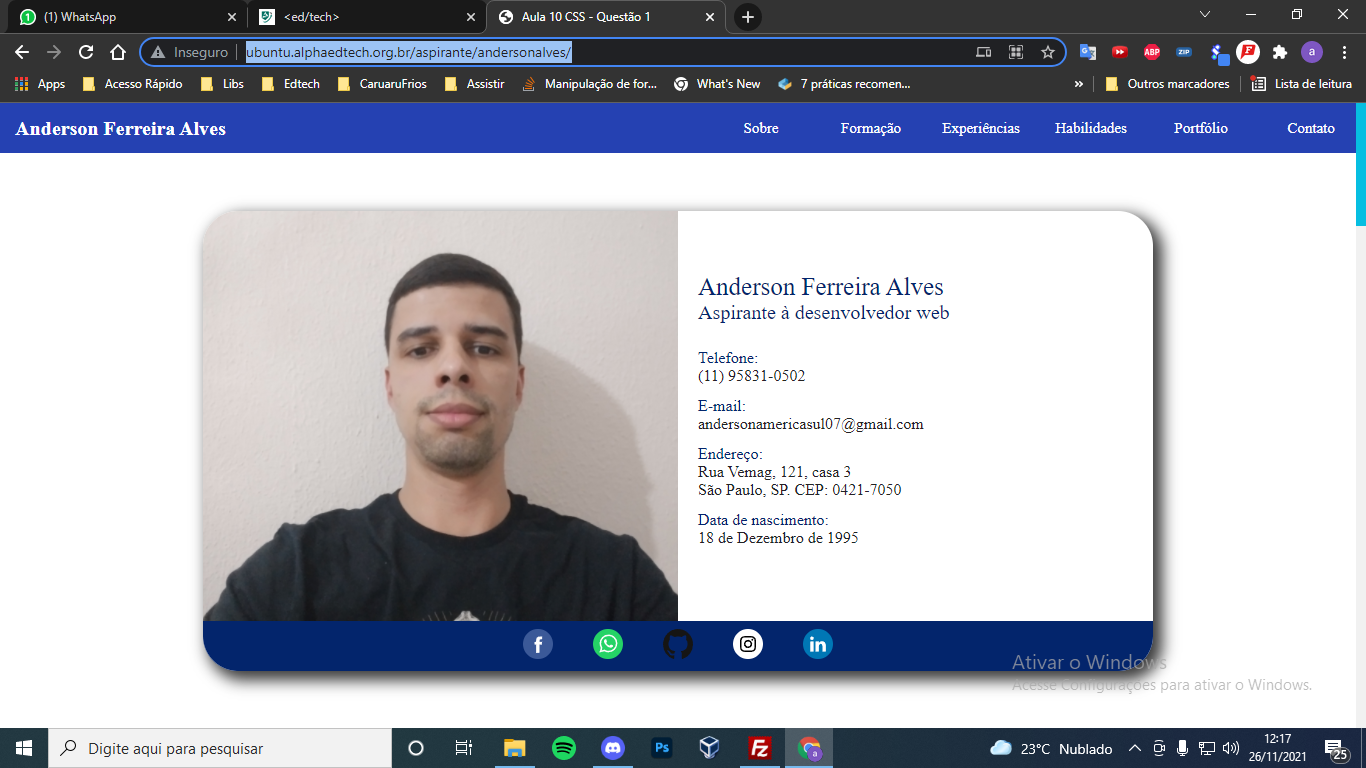 (1) WhatsApp
<ed/tech>
Aula 10 CSS - Questão 1
Inseguro
ubuntu.alphaedtech.org.br/aspirante/andersonalves/
Apps
Acesso Rápido
Libs
Edtech
CaruaruFrios
Assistir
Manipulação de for...
What's New
7 práticas recomen...
»
Outros marcadores
Lista de leitura
Anderson Ferreira Alves
Sobre
Formação
Experiências
Habilidades
Portfólio
Contato
Anderson Ferreira Alves
Aspirante à desenvolvedor web
Telefone:
(11) 95831-0502
E-mail:
andersonamericasul07@gmail.com
Endereço:
Rua Vemag, 121, casa 3
São Paulo, SP. CEP: 0421-7050
Data de nascimento:
18 de Dezembro de 1995
Ativar o Windows
Acesse Configurações para ativar o Windows.
Digite aqui para pesquisar
23°C Nublado
12:17
26/11/2021
25